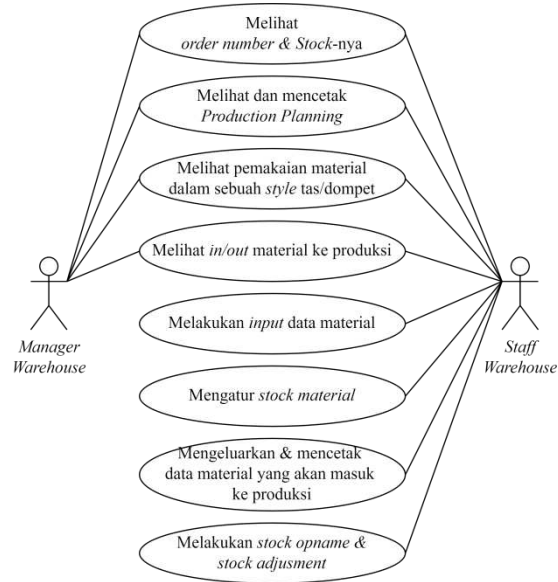 Melihat
order number & Stock-nya
Melihat dan mencetak
Production Planning
Melihat pemakaian material
dalam sebuah style tas/dompet
Melihat in/out material ke produksi
Manager
Warehouse
Staff
Warehouse
Melakukan input data material
Mengatur stock material
Mengeluarkan & mencetak
data material yang akan masuk
ke produksi
Melakukan stock opname &
stock adjusment